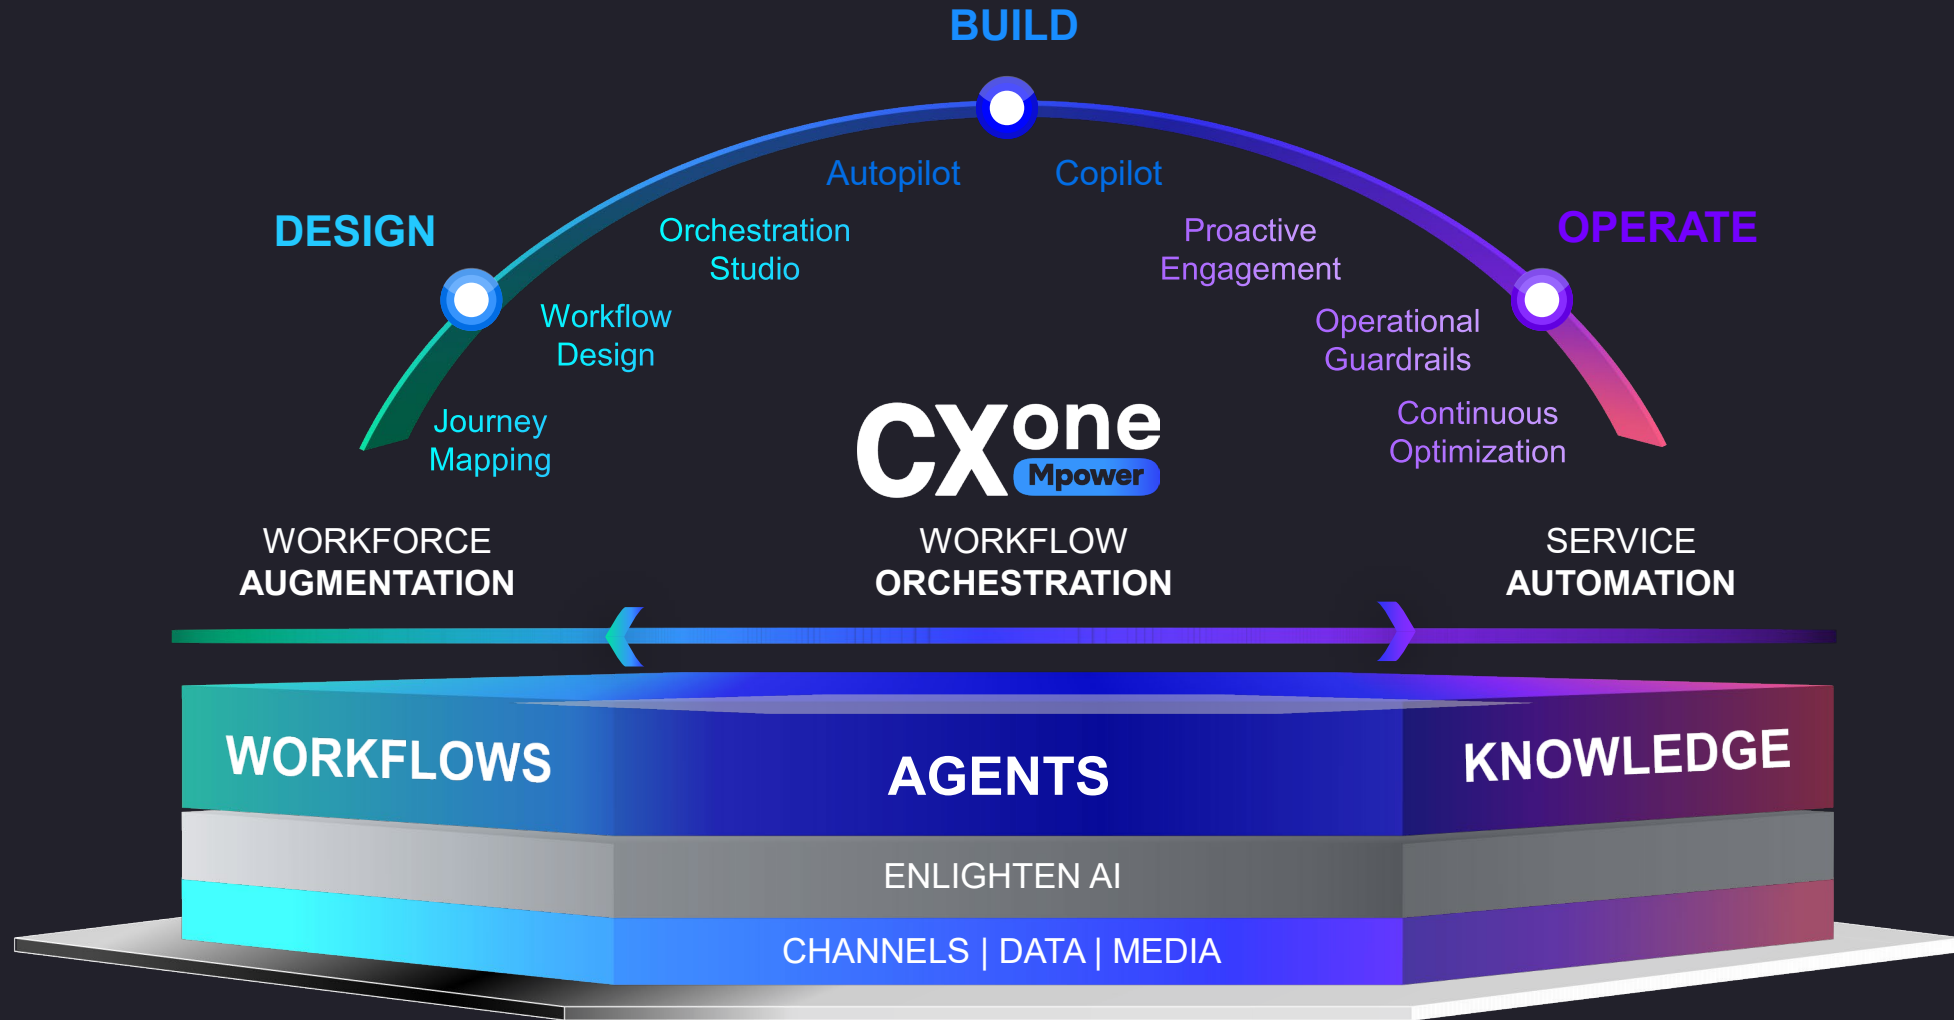 BUILD
Autopilot
Copilot
DESIGN
OPERATE
Orchestration
Studio
Proactive
Engagement
Workflow
Design
Operational
Guardrails
Journey
Mapping
Continuous
Optimization
CXone
Mpower
WORKFORCE
AUGMENTATION
WORKFLOW
ORCHESTRATION
SERVICE
AUTOMATION
WORKFLOWS
AGENTS
KNOWLEDGE
ENLIGHTEN AI
CHANNELS | DATA | MEDIA